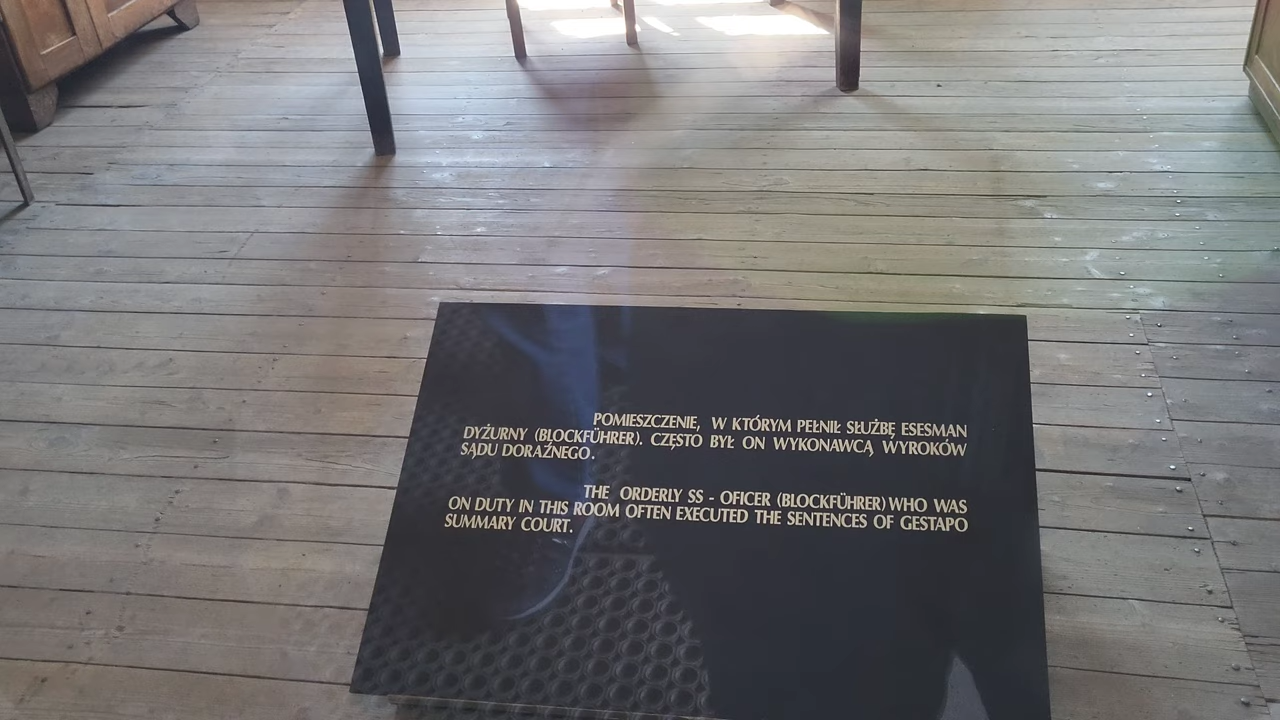 POMIESZCZENIE, W KTÓRYM PEŁNIŁ SŁUŻBĘ ESESMAN
DYŻURNY (BLOCKFÜHRER). CZĘSTO BYŁ ON WYKONAWCĄ WYROKÓW
SĄDU DORAŹNEGO.
THE ORDERLY SS - OFICER (BLOCKFÜHRER) WHO WAS
ON DUTY IN THIS ROOM OFTEN EXECUTED THE SENTENCES OF GESTAPO
SUMMARY COURT.